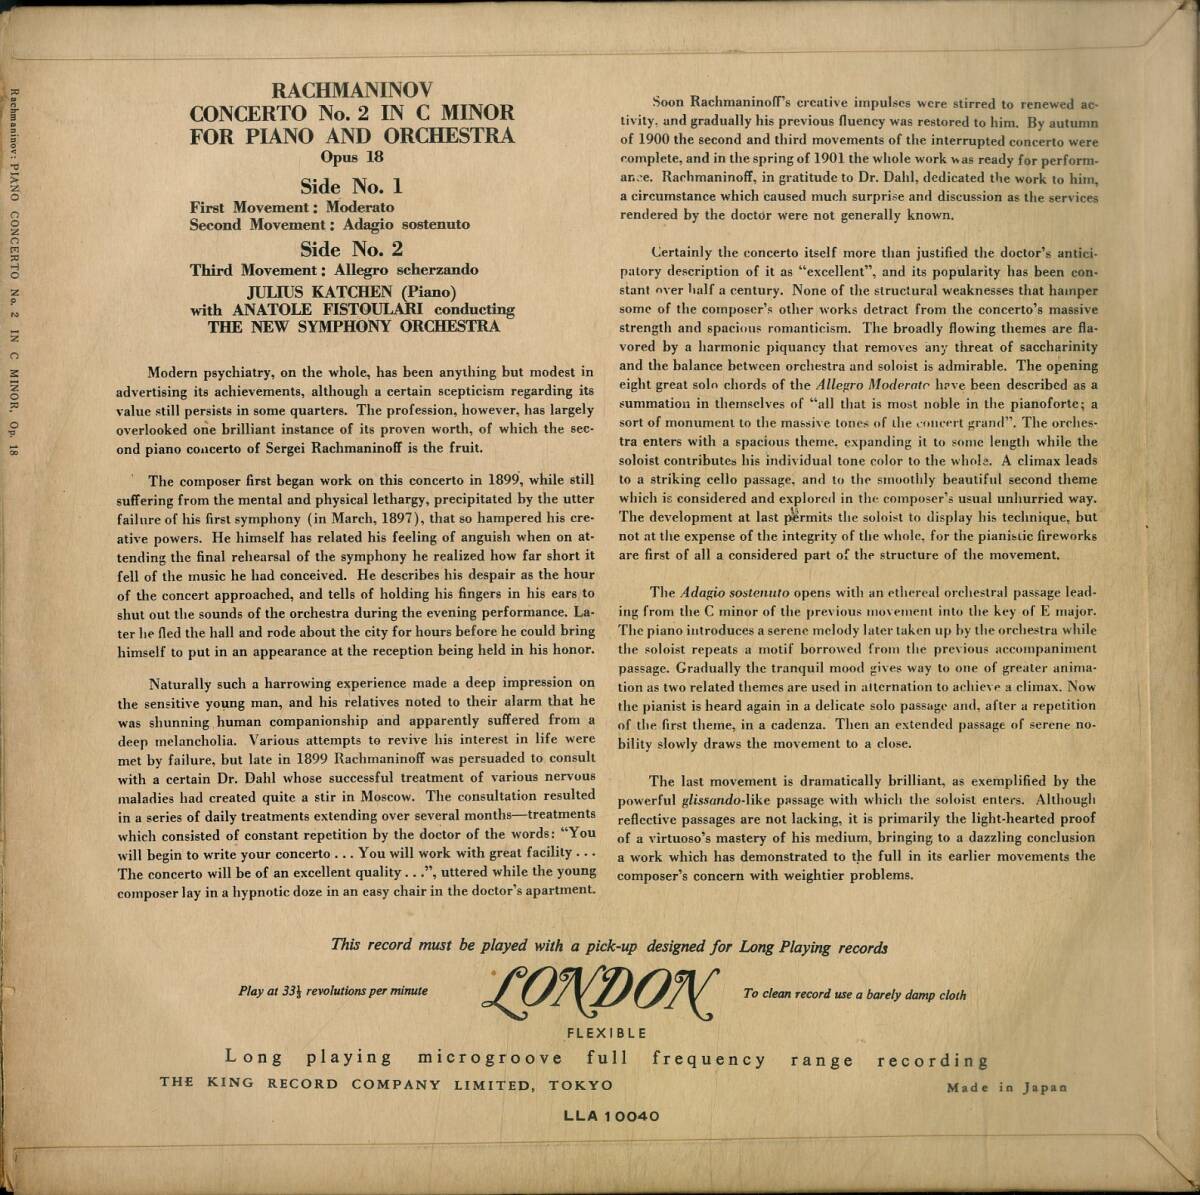 Rachmaninov: PIANO CONCERTO No. 2 IN C MINOR, Op. 18
RACHMANINOV
CONCERTO No. 2 IN C MINOR
FOR PIANO AND ORCHESTRA
Opus 18
Side No. 1
First Movement : Moderato
Second Movement : Adagio sostenuto
Side No. 2
Third Movement : Allegro scherzando
JULIUS KATCHEN (Piano)
with ANATOLE FISTOULARI conducting
THE NEW SYMPHONY ORCHESTRA
Modern psychiatry, on the whole, has been anything but modest in
advertising its achievements, although a certain scepticism regarding its
value still persists in some quarters. The profession, however, has largely
overlooked one brilliant instance of its proven worth, of which the sec-
ond piano concerto of Sergei Rachmaninoff is the fruit.
The composer first began work on this concerto in 1899, while still
suffering from the mental and physical lethargy, precipitated by the utter
failure of his first symphony (in March, 1897), that so hampered his cre-
ative powers. He himself has related his feeling of anguish when on at-
tending the final rehearsal of the symphony he realized how far short it
fell of the music he had conceived. He describes his despair as the hour
of the concert approached, and tells of holding his fingers in his ears to
shut out the sounds of the orchestra during the evening performance. La-
ter he fled the hall and rode about the city for hours before he could bring
himself to put in an appearance at the reception being held in his honor.
Naturally such a harrowing experience made a deep impression on
the sensitive young man, and his relatives noted to their alarm that he
was shunning human companionship and apparently suffered from a
deep melancholia. Various attempts to revive his interest in life were
met by failure, but late in 1899 Rachmaninoff was persuaded to consult
with a certain Dr. Dahl whose successful treatment of various nervous
maladies had created quite a stir in Moscow. The consultation resulted
in a series of daily treatments extending over several months—treatments
which consisted of constant repetition by the doctor of the words: “You
will begin to write your concerto . . . You will work with great facility . . .
The concerto will be of an excellent quality . . .”, uttered while the young
composer lay in a hypnotic doze in an easy chair in the doctor's apartment.
Soon Rachmaninoff's creative impulses were stirred to renewed ac-
tivity, and gradually his previous fluency was restored to him. By autumn
of 1900 the second and third movements of the interrupted concerto were
complete, and in the spring of 1901 the whole work was ready for perform-
ance. Rachmaninoff, in gratitude to Dr. Dahl, dedicated the work to him,
a circumstance which caused much surprise and discussion as the services
rendered by the doctor were not generally known.
Certainly the concerto itself more than justified the doctor's antici-
patory description of it as “excellent”, and its popularity has been con-
stant over half a century. None of the structural weaknesses that hamper
some of the composer's other works detract from the concerto's massive
strength and spacious romanticism. The broadly flowing themes are fla-
vored by a harmonic piquancy that removes any threat of saccharinity
and the balance between orchestra and soloist is admirable. The opening
eight great solo chords of the Allegro Moderato have been described as a
summation in themselves of “all that is most noble in the pianoforte; a
sort of monument to the massive tones of the concert grand”. The orches-
tra enters with a spacious theme, expanding it to some length while the
soloist contributes his individual tone color to the whole. A climax leads
to a striking cello passage, and to the smoothly beautiful second theme
which is considered and explored in the composer's usual unhurried way.
The development at last permits the soloist to display his technique, but
not at the expense of the integrity of the whole, for the pianistic fireworks
are first of all a considered part of the structure of the movement.
The Adagio sostenuto opens with an ethereal orchestral passage lead-
ing from the C minor of the previous movement into the key of E major.
The piano introduces a serene melody later taken up by the orchestra while
the soloist repeats a motif borrowed from the previous accompaniment
passage. Gradually the tranquil mood gives way to one of greater anima-
tion as two related themes are used in alternation to achieve a climax. Now
the pianist is heard again in a delicate solo passage and, after a repetition
of the first theme, in a cadenza. Then an extended passage of serene no-
bility slowly draws the movement to a close.
The last movement is dramatically brilliant, as exemplified by the
powerful glissando-like passage with which the soloist enters. Although
reflective passages are not lacking, it is primarily the light-hearted proof
of a virtuoso's mastery of his medium, bringing to a dazzling conclusion
a work which has demonstrated to the full in its earlier movements the
composer's concern with weightier problems.
This record must be played with a pick-up designed for Long Playing records
Play at 33⅓ revolutions per minute
LONDON
To clean record use a barely damp cloth
FLEXIBLE
Long playing microgroove full frequency range recording
THE KING RECORD COMPANY LIMITED, TOKYO
Made in Japan
LLA 10040